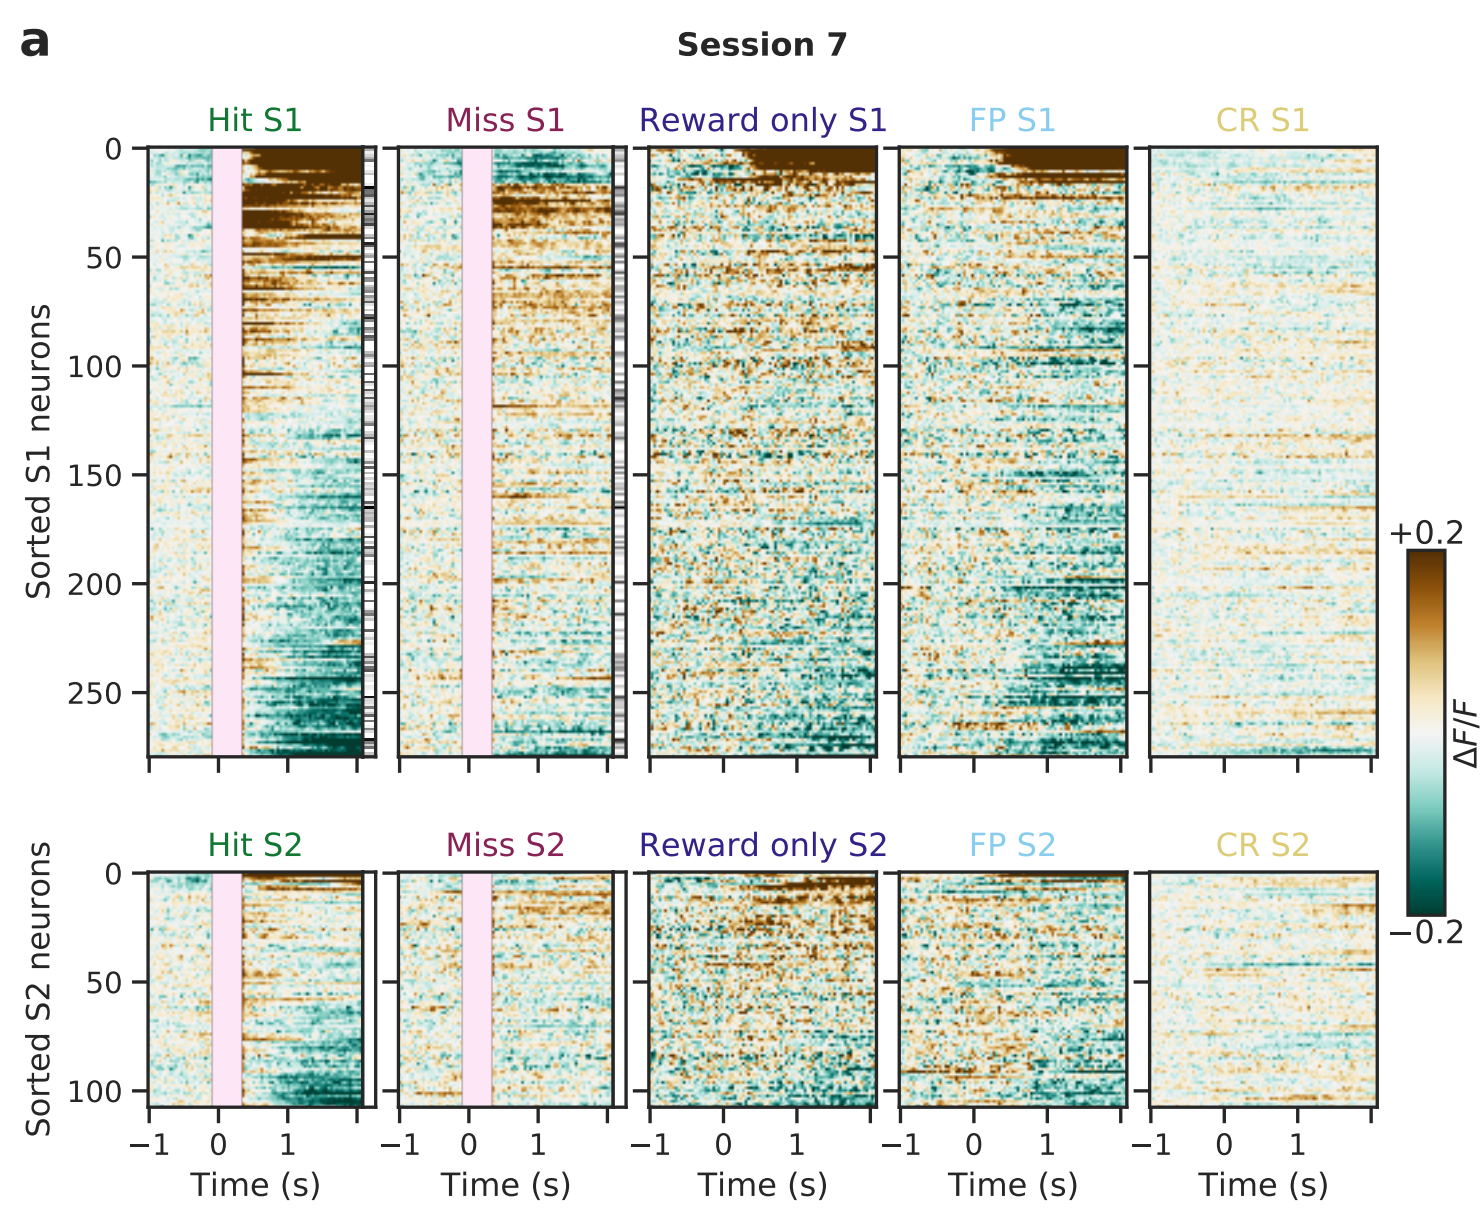 a
Session 7
Hit S1 Miss S1 Reward only S1 FP S1 CR S1
Sorted S1 neurons
0
50
100
150
200
250
+0.2
ΔF/F
−0.2
Hit S2 Miss S2 Reward only S2 FP S2 CR S2
Sorted S2 neurons
0
50
100
−1 0 1 −1 0 1 −1 0 1 −1 0 1 −1 0 1
Time (s) Time (s) Time (s) Time (s) Time (s)